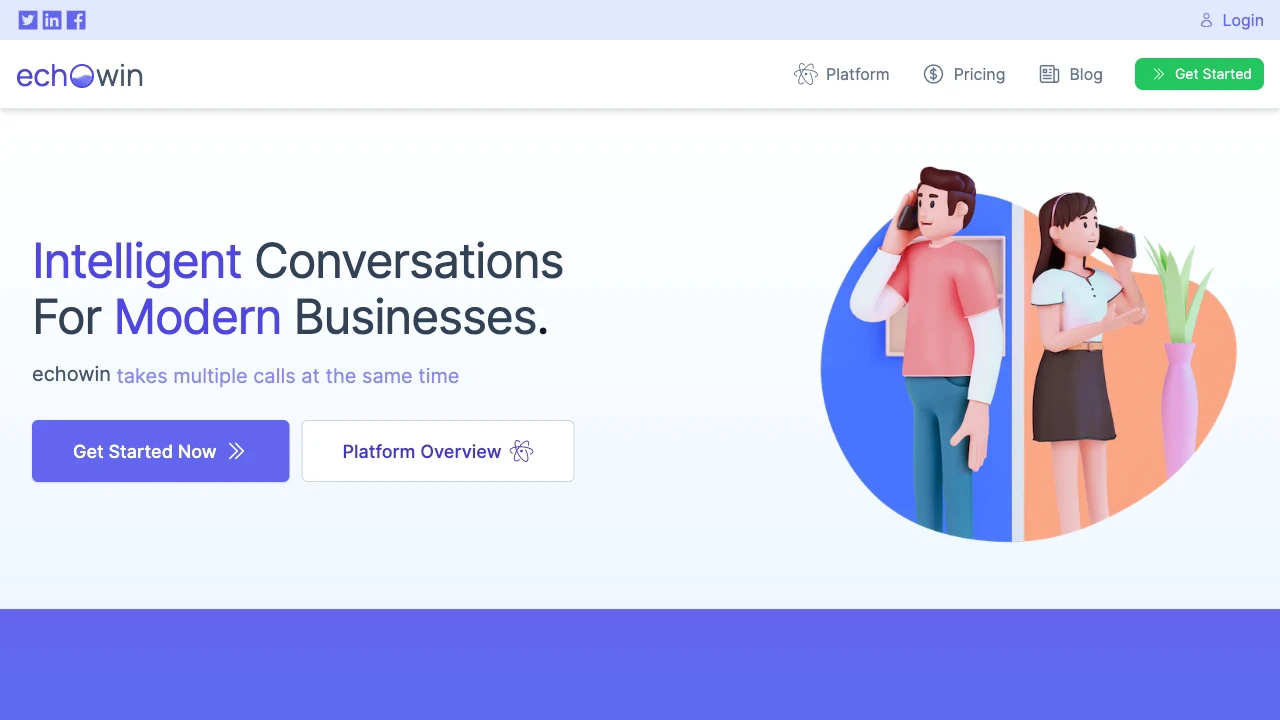 Login
echowin
Platform
Pricing
Blog
Get Started
Intelligent Conversations
For Modern Businesses.
echowin takes multiple calls at the same time
Get Started Now
Platform Overview